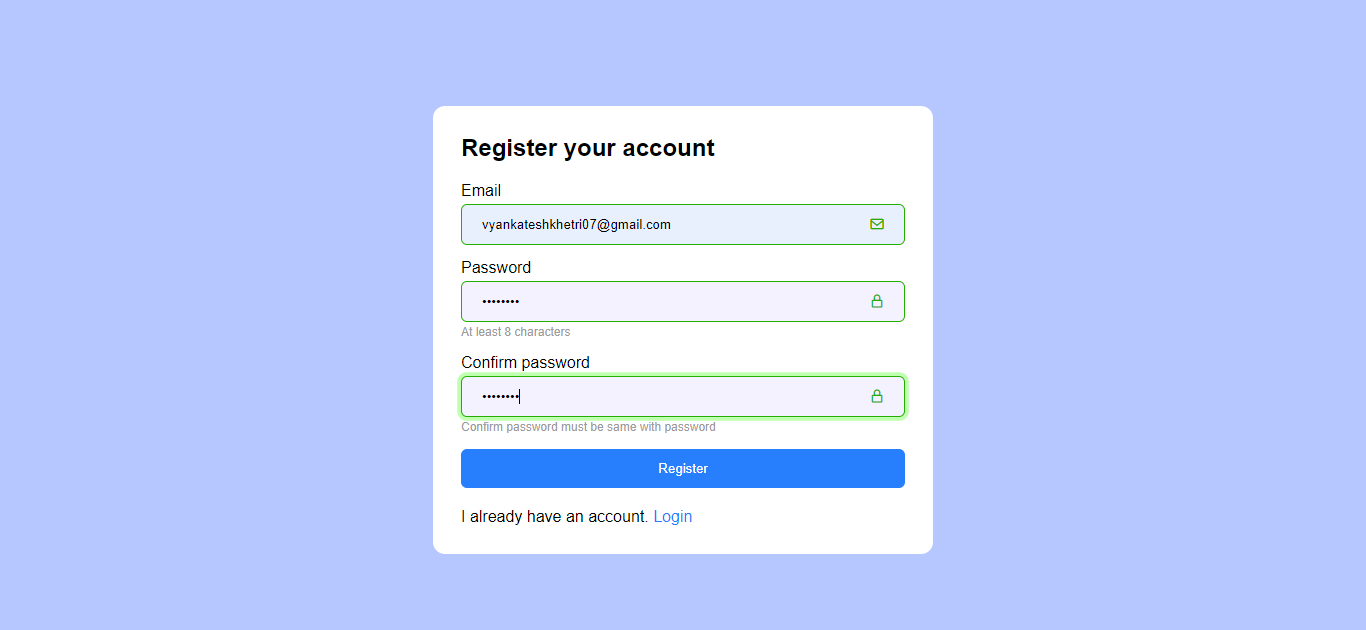 Register your account
Email
vyankateshkhetri07@gmail.com
Password
••••••••
At least 8 characters
Confirm password
••••••••
Confirm password must be same with password
Register
I already have an account. Login